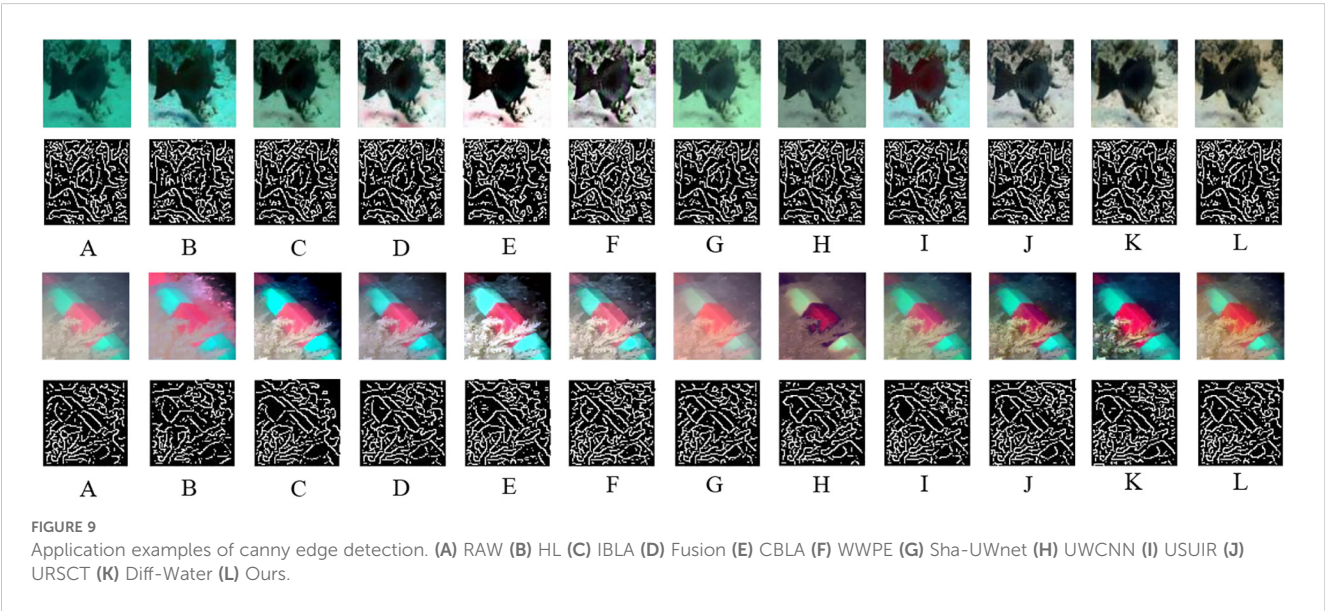 A B C D E F G H I J K L
A B C D E F G H I J K L
FIGURE 9
Application examples of canny edge detection. (A) RAW (B) HL (C) IBLA (D) Fusion (E) CBLA (F) WWPE (G) Sha-UWnet (H) UWCNN (I) USUIR (J)
URSCT (K) Diff-Water (L) Ours.